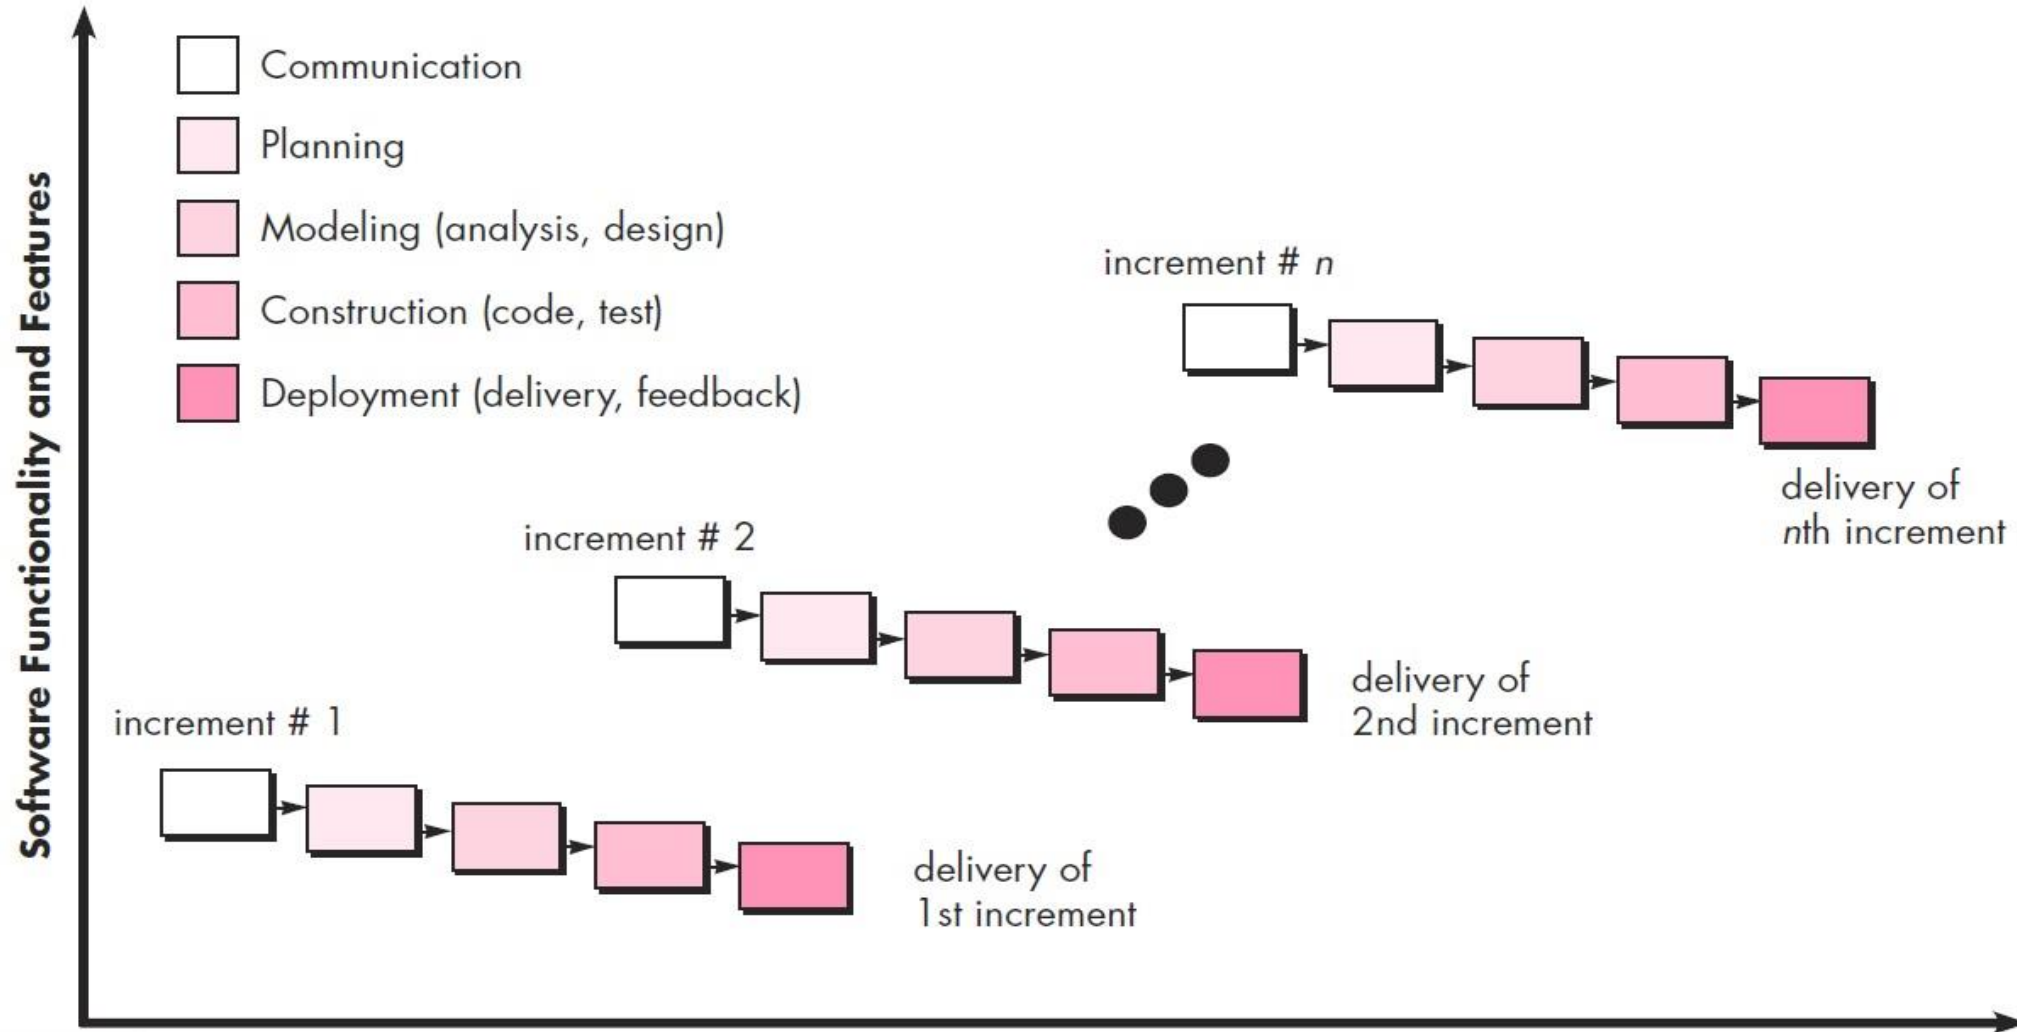 Software Functionality and Features
Communication
Planning
Modeling (analysis, design)
Construction (code, test)
Deployment (delivery, feedback)
increment # n
delivery of
nth increment
increment # 2
delivery of
2nd increment
increment # 1
delivery of
1st increment